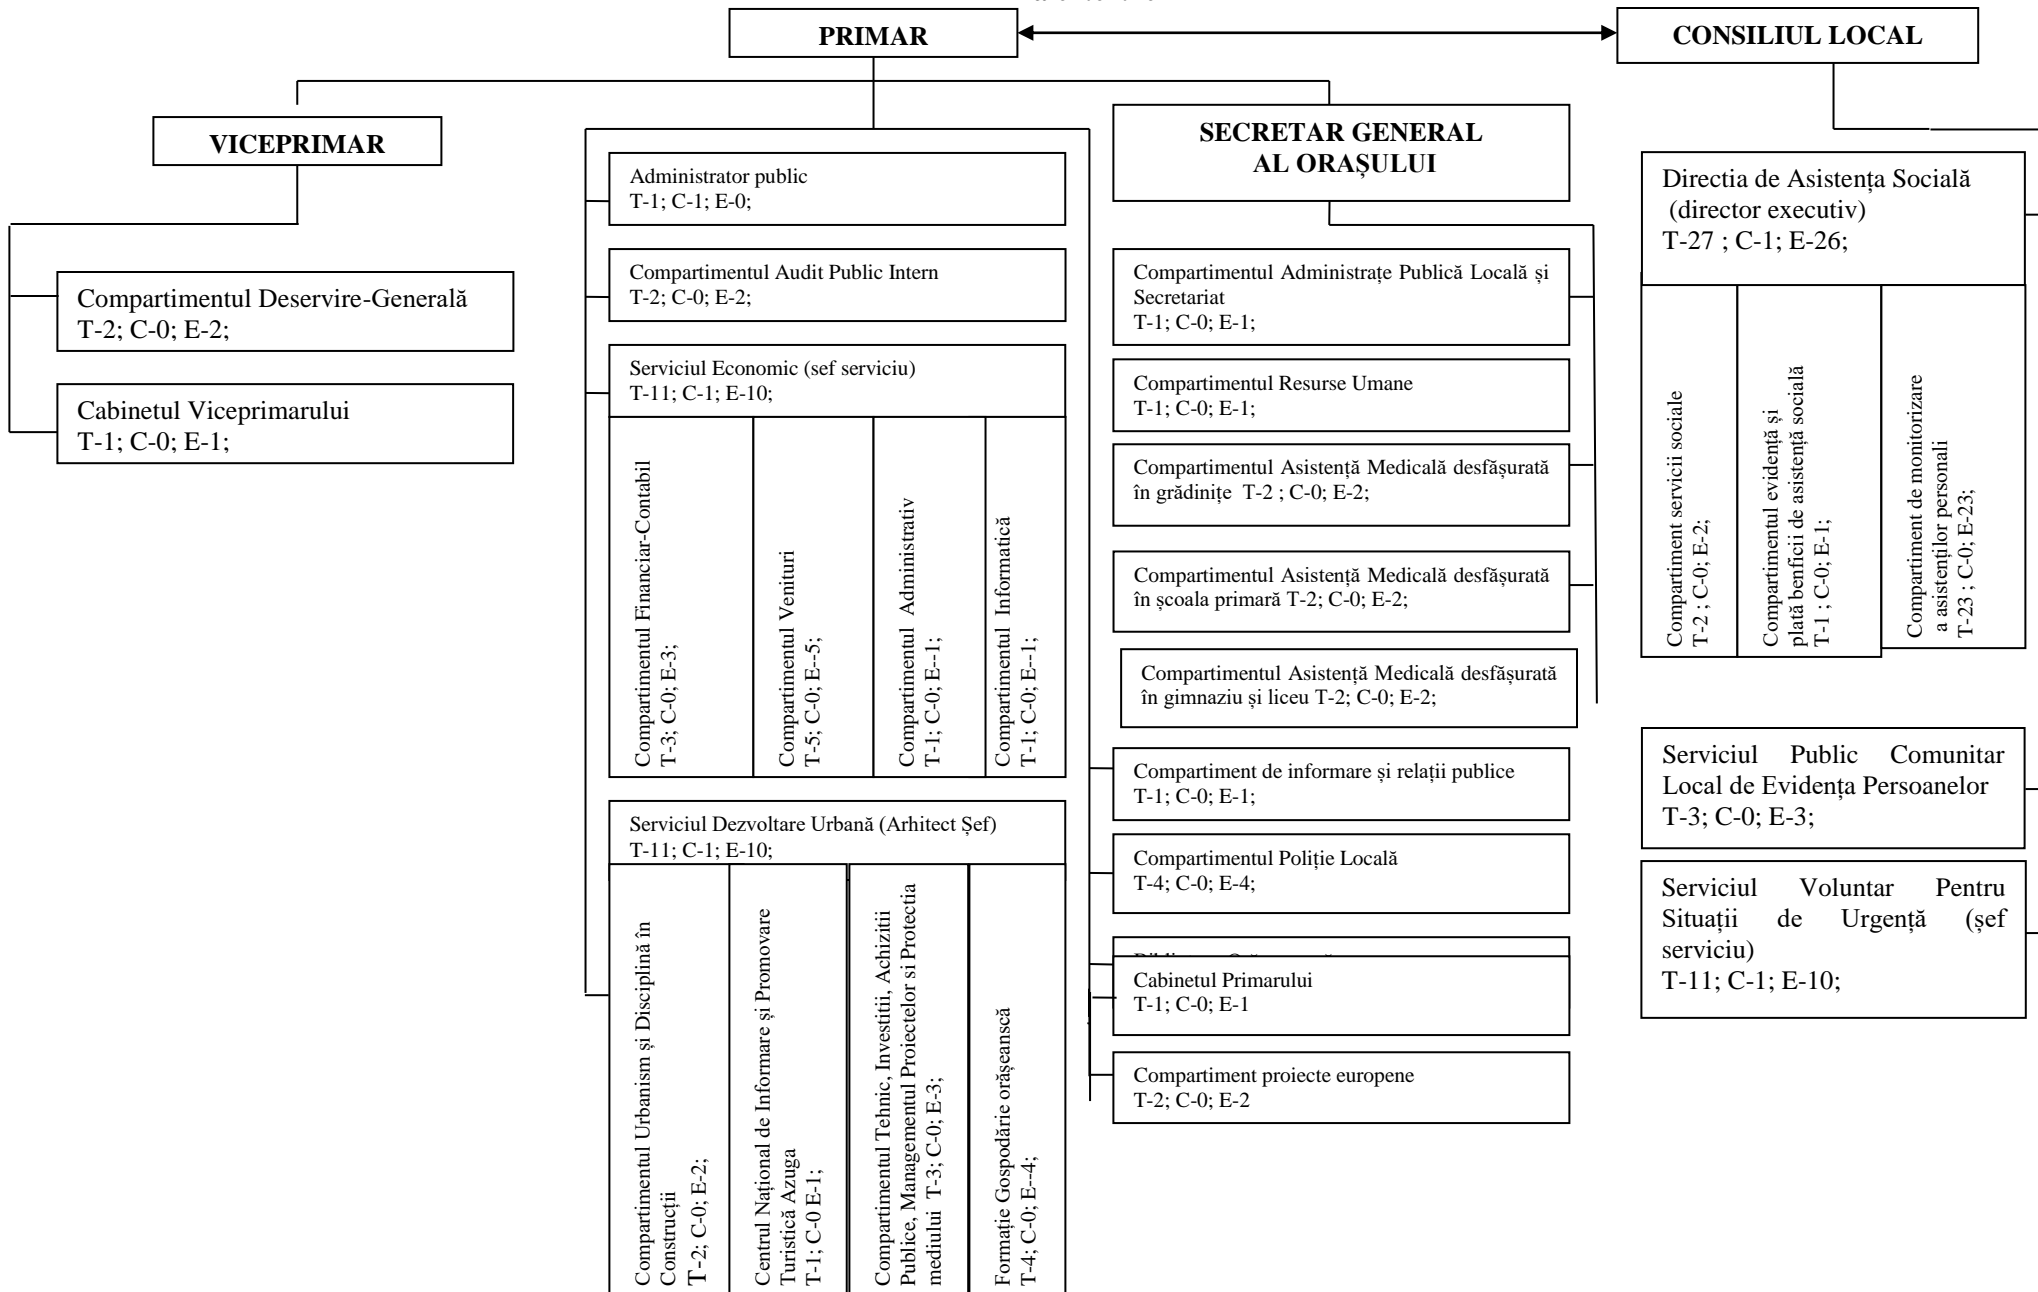 PRIMAR
CONSILIUL LOCAL
VICEPRIMAR
SECRETAR GENERAL
AL ORAȘULUI
Compartimentul Deservire-Generală
T-2; C-0; E-2;
Cabinetul Viceprimarului
T-1; C-0; E-1;
Administrator public
T-1; C-1; E-0;
Compartimentul Audit Public Intern
T-2; C-0; E-2;
Serviciul Economic (sef serviciu)
T-11; C-1; E-10;
Compartimentul Financiar-Contabil
T-3; C-0; E-3;
Compartimentul Venituri
T-5; C-0; E--5;
Compartimentul Administrativ
T-1; C-0; E--1;
Compartimentul Informatică
T-1; C-0; E--1;
Serviciul Dezvoltare Urbană (Arhitect Șef)
T-11; C-1; E-10;
Compartimentul Urbanism și Disciplină în
Construcții
T-2; C-0; E-2;
Centrul Național de Informare și Promovare
Turistică Azuga
T-1; C-0 E-1;
Compartimentul Tehnic, Investitii, Achizitii
Publice, Managementul Proiectelor si Protectia
mediului T-3; C-0; E-3;
Formație Gospodărie orășeanscă
T-4; C-0; E--4;
Compartimentul Administrațe Publică Locală și
Secretariat
T-1; C-0; E-1;
Compartimentul Resurse Umane
T-1; C-0; E-1;
Compartimentul Asistență Medicală desfășurată
în grădinițe T-2 ; C-0; E-2;
Compartimentul Asistență Medicală desfășurată
în școala primară T-2; C-0; E-2;
Compartimentul Asistență Medicală desfășurată
în gimnaziu și liceu T-2; C-0; E-2;
Compartiment de informare și relații publice
T-1; C-0; E-1;
Compartimentul Poliție Locală
T-4; C-0; E-4;
Cabinetul Primarului
T-1; C-0; E-1
Compartiment proiecte europene
T-2; C-0; E-2
Directia de Asistența Socială
(director executiv)
T-27 ; C-1; E-26;
Compartiment servicii sociale
T-2 ; C-0; E-2;
Compartimentul evidență și
plată benficii de asistență socială
T-1 ; C-0; E-1;
Compartiment de monitorizare
a asistenților personali
T-23 ; C-0; E-23;
Serviciul Public Comunitar
Local de Evidența Persoanelor
T-3; C-0; E-3;
Serviciul Voluntar Pentru
Situații de Urgență (șef
serviciu)
T-11; C-1; E-10;